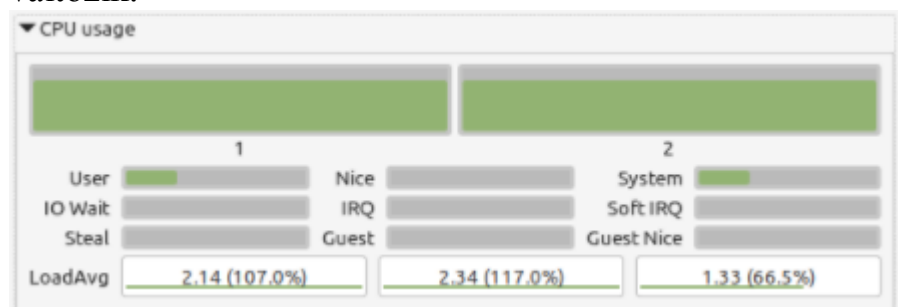 ▼ CPU usage
1 2
User Nice System
IO Wait IRQ Soft IRQ
Steal Guest Guest Nice
LoadAvg 2.14 (107.0%) 2.34 (117.0%) 1.33 (66.5%)